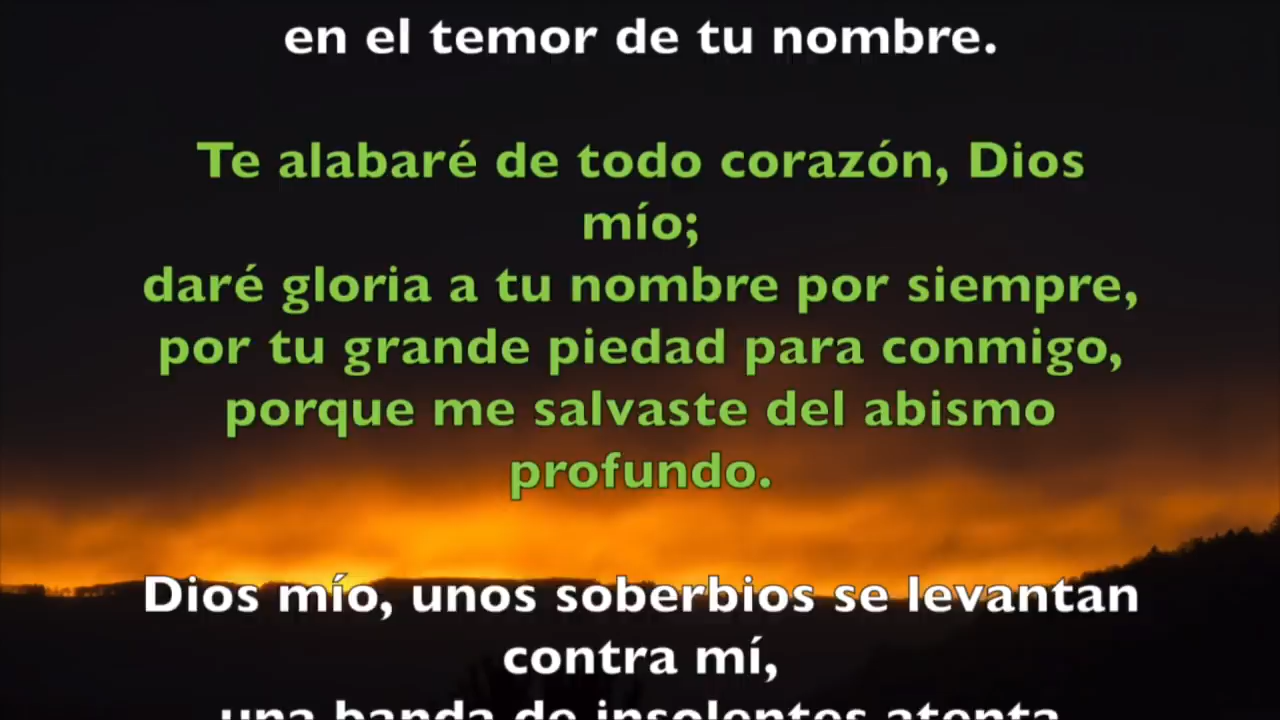 en el temor de tu nombre.
Te alabaré de todo corazón, Dios
mío;
daré gloria a tu nombre por siempre,
por tu grande piedad para conmigo,
porque me salvaste del abismo
profundo.
Dios mío, unos soberbios se levantan
contra mí,
una banda de insolentes atenta